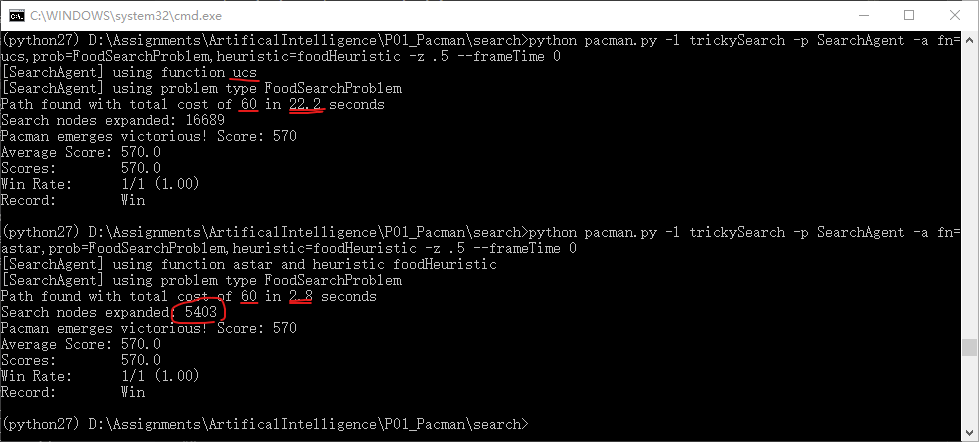 C:\WINDOWS\system32\cmd.exe
(python27) D:\Assignments\ArtificalIntelligence\P01_Pacman\search>python pacman.py -l trickySearch -p SearchAgent -a fn=
ucs,prob=FoodSearchProblem,heuristic=foodHeuristic -z .5 --frameTime 0
[SearchAgent] using function ucs
[SearchAgent] using problem type FoodSearchProblem
Path found with total cost of 60 in 22.2 seconds
Search nodes expanded: 16689
Pacman emerges victorious! Score: 570
Average Score: 570.0
Scores:        570.0
Win Rate:      1/1 (1.00)
Record:        Win
(python27) D:\Assignments\ArtificalIntelligence\P01_Pacman\search>python pacman.py -l trickySearch -p SearchAgent -a fn=
astar,prob=FoodSearchProblem,heuristic=foodHeuristic -z .5 --frameTime 0
[SearchAgent] using function astar and heuristic foodHeuristic
[SearchAgent] using problem type FoodSearchProblem
Path found with total cost of 60 in 2.8 seconds
Search nodes expanded: 5403
Pacman emerges victorious! Score: 570
Average Score: 570.0
Scores:        570.0
Win Rate:      1/1 (1.00)
Record:        Win
(python27) D:\Assignments\ArtificalIntelligence\P01_Pacman\search>